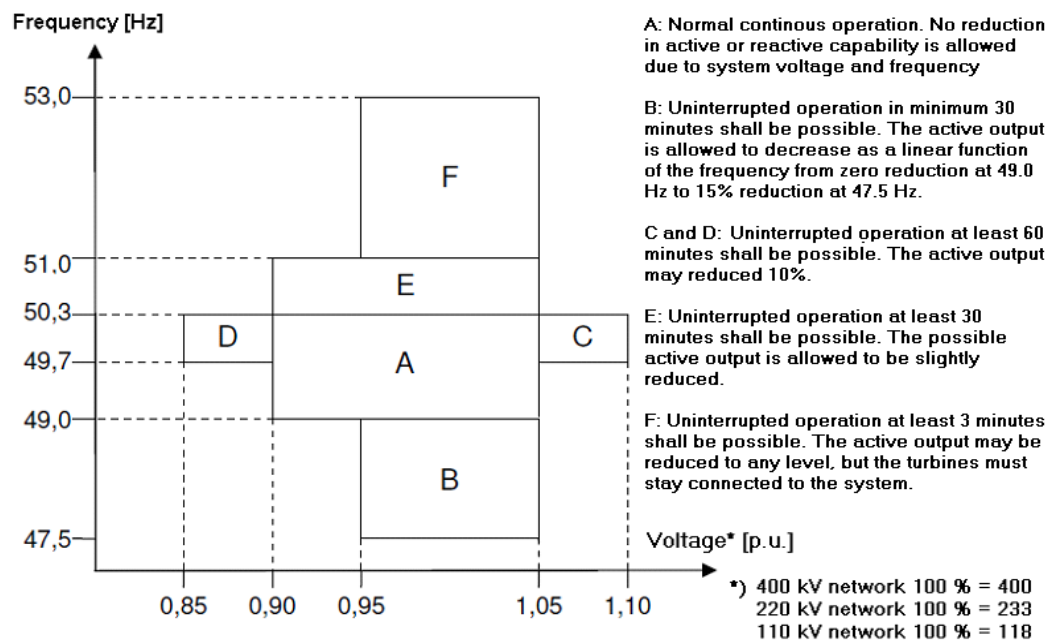 Frequency [Hz]
53,0
51,0
50,3
49,7
49,0
47,5
F
E
D
C
A
B
0,85
0,90
0,95
1,05
1,10
Voltage* [p.u.]
A: Normal continous operation. No reduction
in active or reactive capability is allowed
due to system voltage and frequency
B: Uninterrupted operation in minimum 30
minutes shall be possible. The active output
is allowed to decrease as a linear function
of the frequency from zero reduction at 49.0
Hz to 15% reduction at 47.5 Hz.
C and D: Uninterrupted operation at least 60
minutes shall be possible. The active output
may reduced 10%.
E: Uninterrupted operation at least 30
minutes shall be possible. The possible
active output is allowed to be slightly
reduced.
F: Uninterrupted operation at least 3 minutes
shall be possible. The active output may be
reduced to any level, but the turbines must
stay connected to the system.
*) 400 kV network 100 % = 400
220 kV network 100 % = 233
110 kV network 100 % = 118